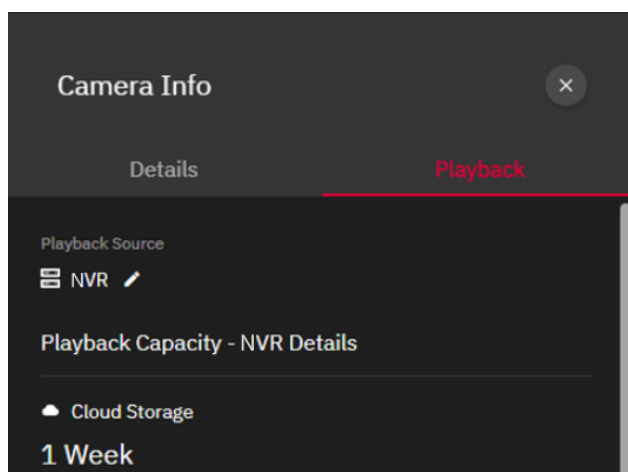 Camera Info
Details
Playback
Playback Source
NVR
Playback Capacity - NVR Details
Cloud Storage
1 Week